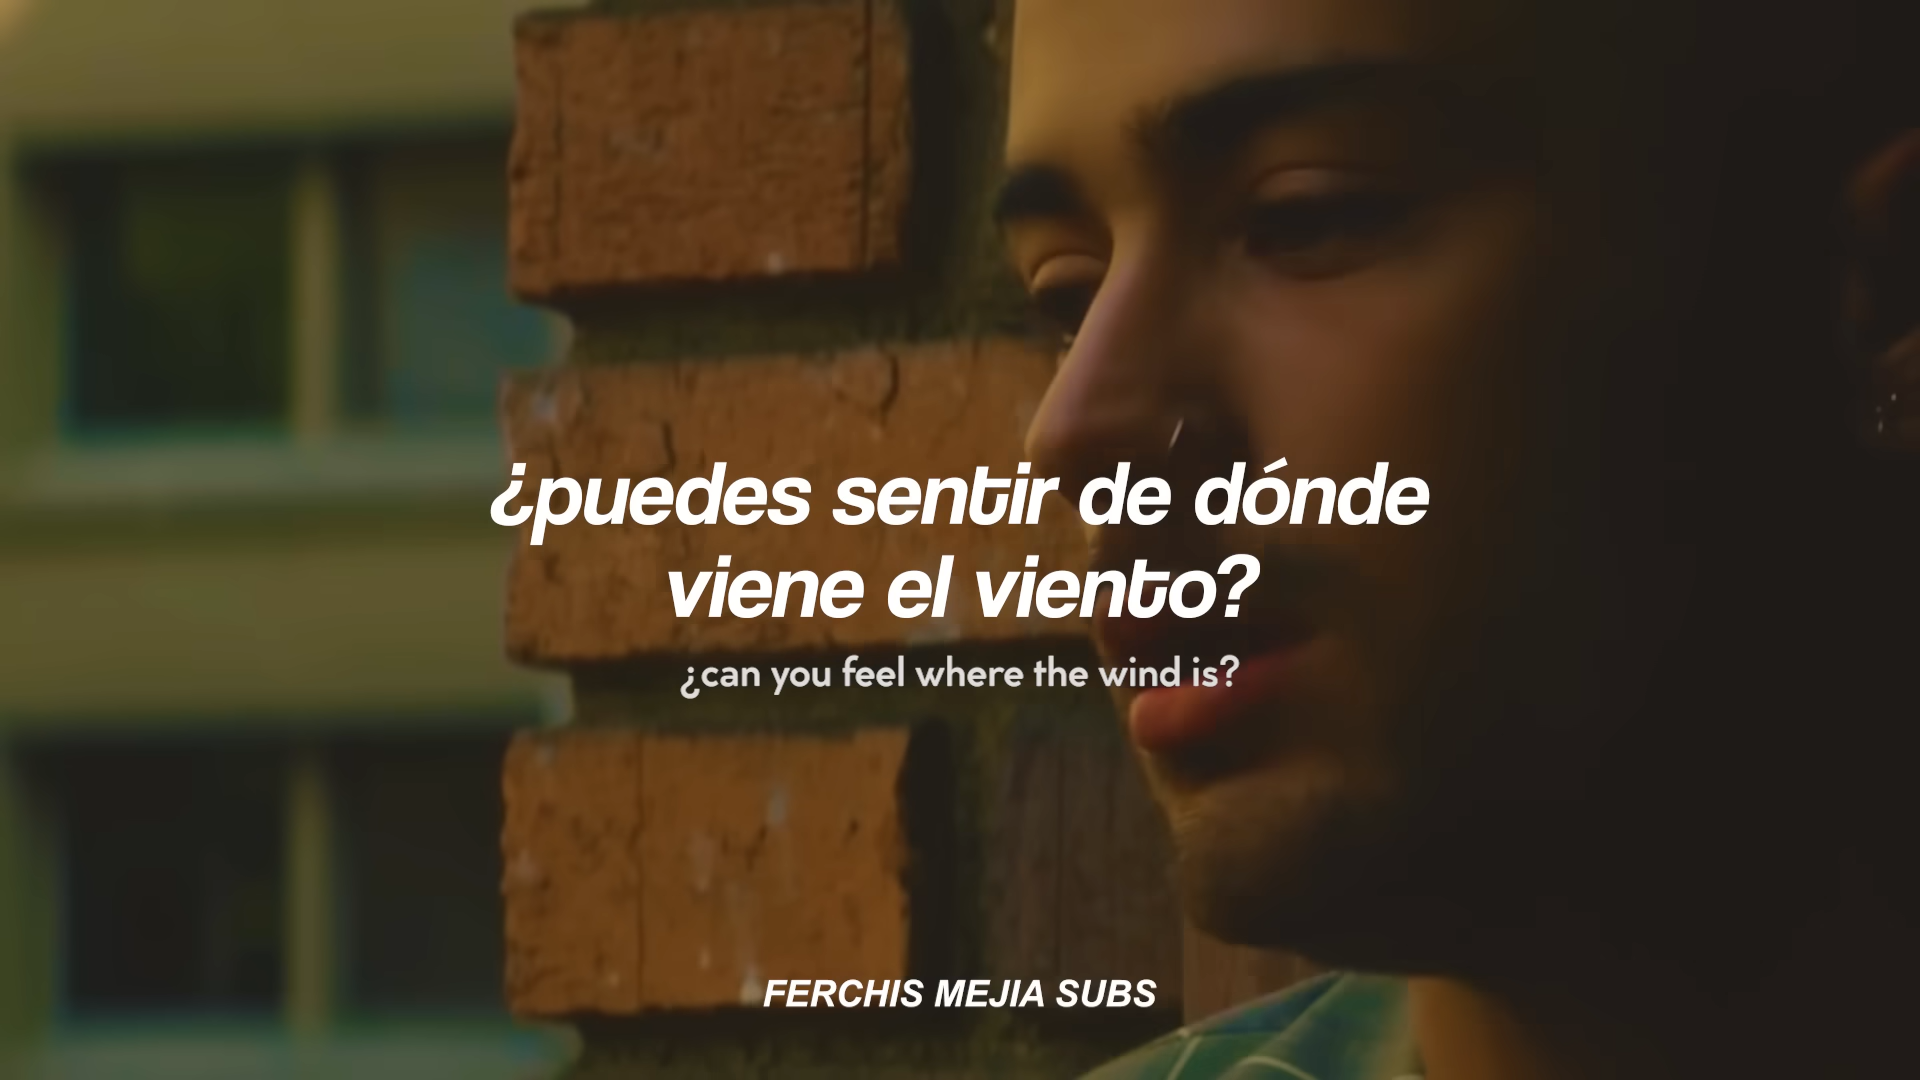 ¿puedes sentir de dónde
viene el viento?
¿can you feel where the wind is?
FERCHIS MEJIA SUBS